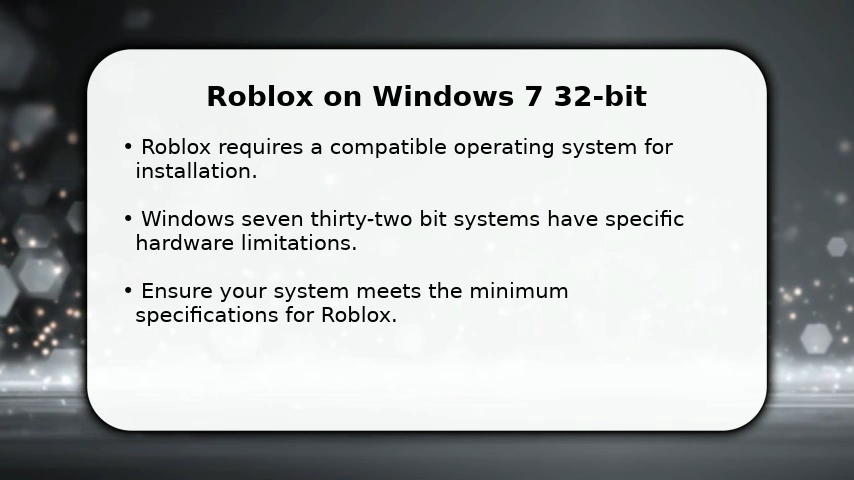 Roblox on Windows 7 32-bit
• Roblox requires a compatible operating system for
installation.
• Windows seven thirty-two bit systems have specific
hardware limitations.
• Ensure your system meets the minimum
specifications for Roblox.